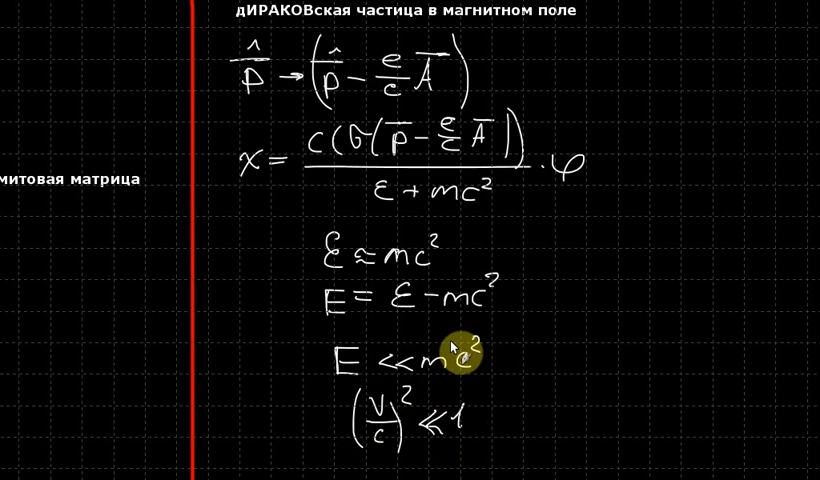 дИРАКОВская частица в магнитном поле
p̂ → (p̂ - e/c A̅)
χ = c(σ(p̅ - e/c A̅)) / ε + mc² · φ
митовая матрица
ε ≈ mc²
E = ε - mc²
E << mc²
(v/c)² << 1